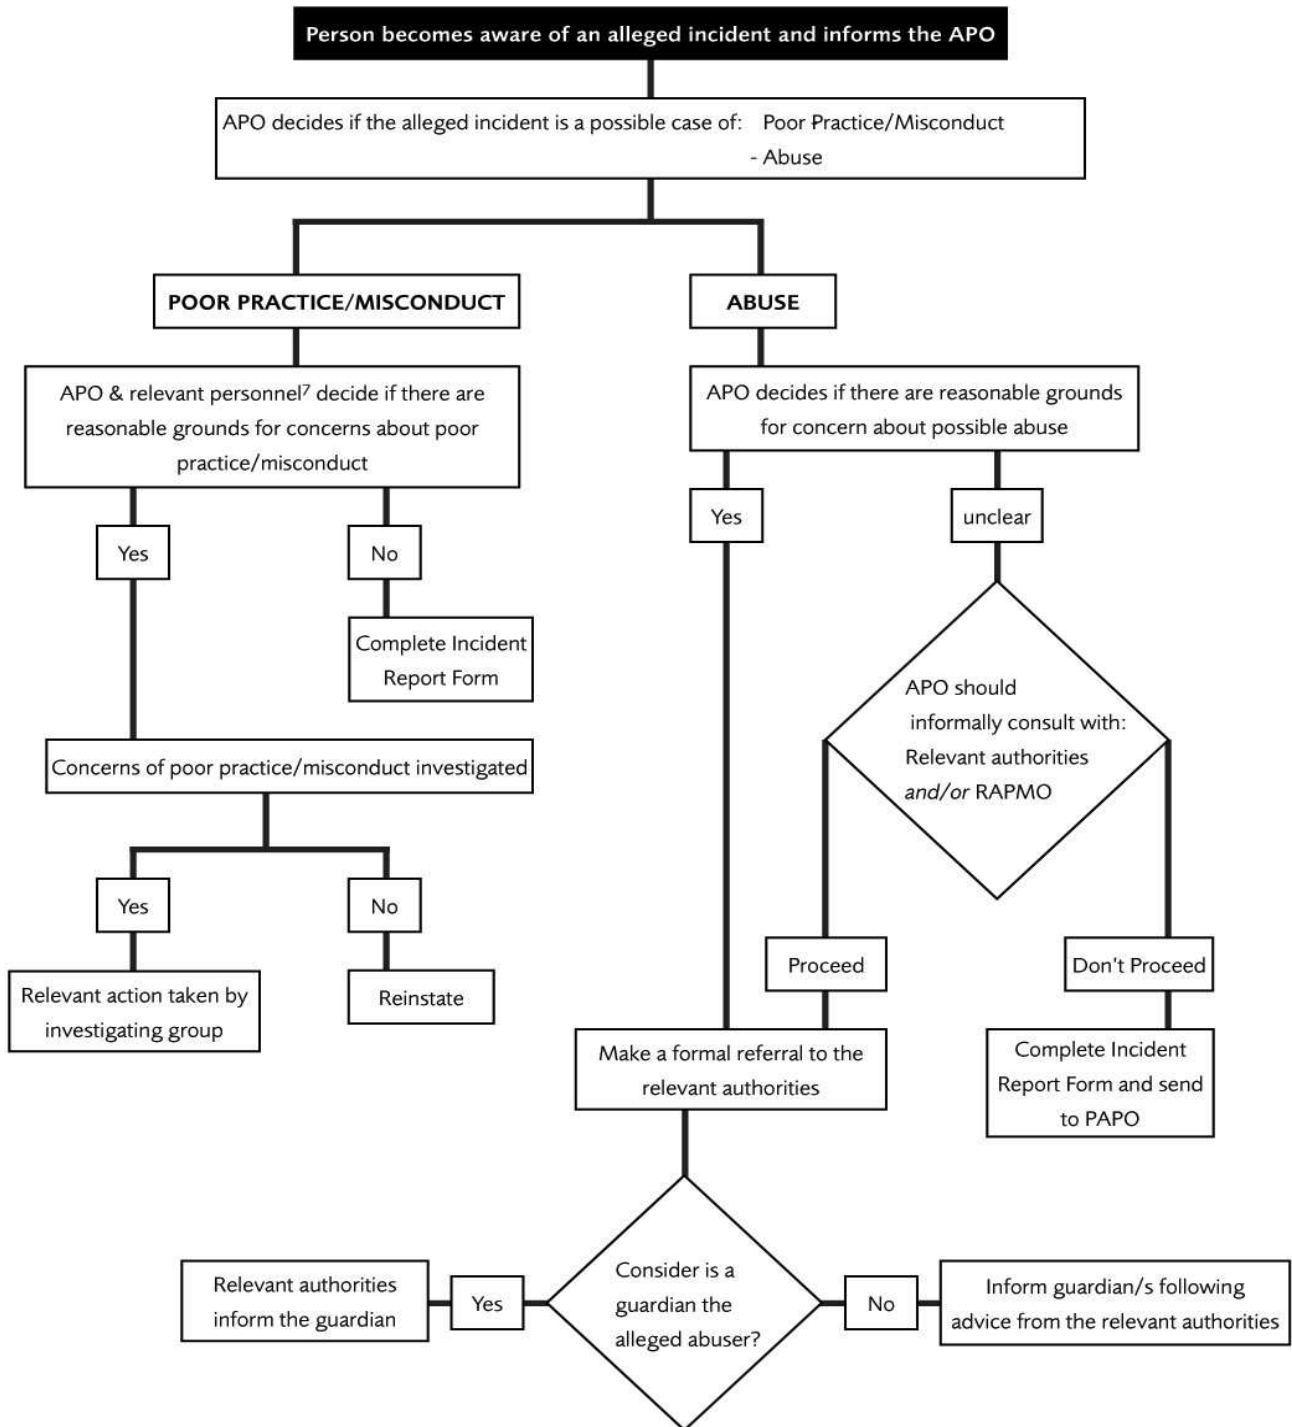 Person becomes aware of an alleged incident and informs the APO
APO decides if the alleged incident is a possible case of: Poor Practice/Misconduct
- Abuse
POOR PRACTICE/MISCONDUCT
ABUSE
APO & relevant personnel⁷ decide if there are
reasonable grounds for concerns about poor
practice/misconduct
APO decides if there are reasonable grounds
for concern about possible abuse
Yes
No
Yes
unclear
Complete Incident
Report Form
APO should
informally consult with:
Relevant authorities
and/or RAPMO
Concerns of poor practice/misconduct investigated
Yes
No
Proceed
Don't Proceed
Relevant action taken by
investigating group
Reinstate
Make a formal referral to the
relevant authorities
Complete Incident
Report Form and send
to PAPO
Consider is a
guardian the
alleged abuser?
Yes
Relevant authorities
inform the guardian
No
Inform guardian/s following
advice from the relevant authorities